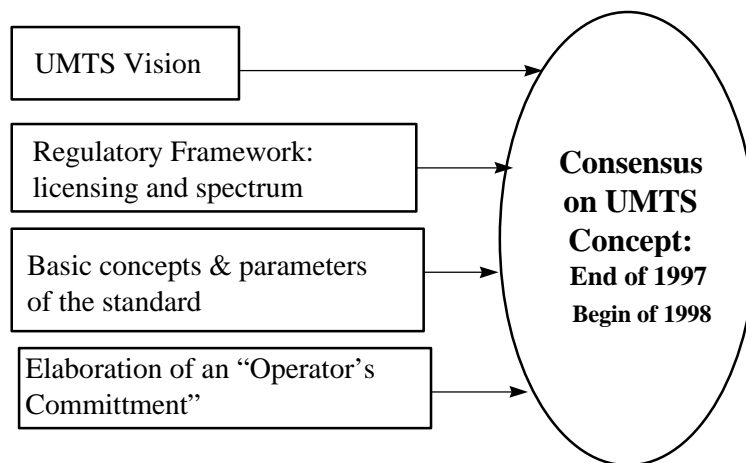 UMTS Vision
Regulatory Framework:
licensing and spectrum
Basic concepts & parameters
of the standard
Elaboration of an “Operator’s
Committment”
Consensus
on UMTS
Concept:
End of 1997
Begin of 1998